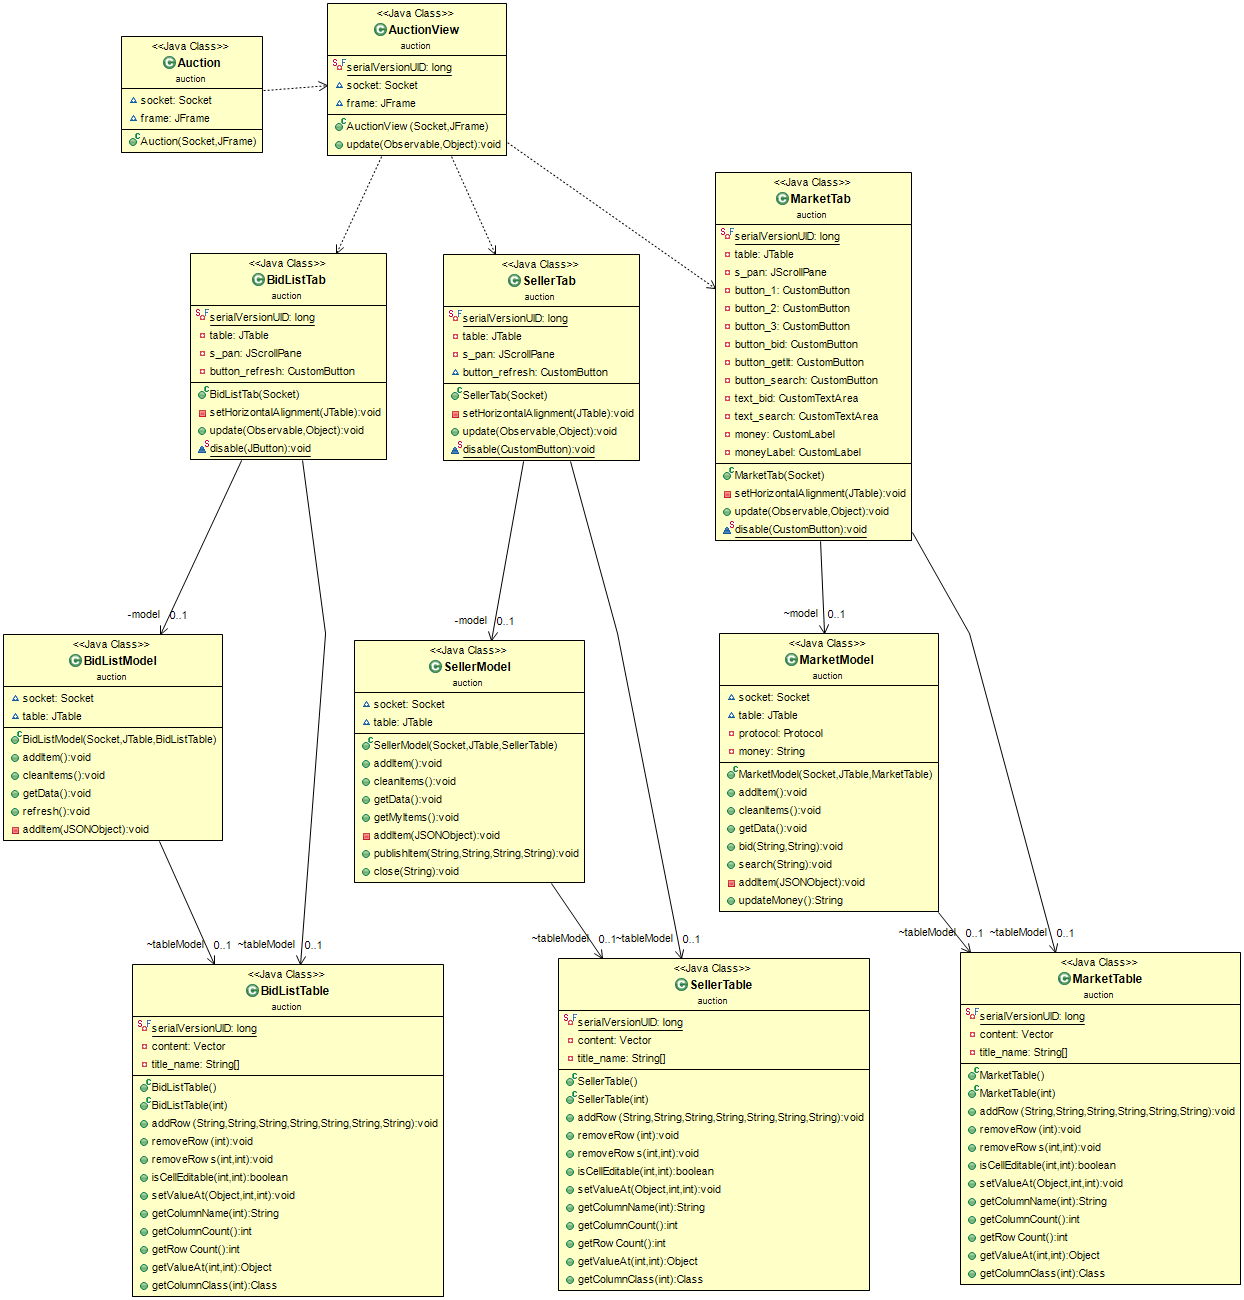 <<Java Class>>
AuctionView
auction
serialVersionUID: long
socket: Socket
frame: JFrame
AuctionView(Socket,JFrame)
update(Observable,Object):void
<<Java Class>>
Auction
auction
socket: Socket
frame: JFrame
Auction(Socket,JFrame)
<<Java Class>>
MarketTab
auction
serialVersionUID: long
table: JTable
s_pan: JScrollPane
button_1: CustomButton
button_2: CustomButton
button_3: CustomButton
button_bid: CustomButton
button_getIt: CustomButton
button_search: CustomButton
text_bid: CustomTextArea
text_search: CustomTextArea
money: CustomLabel
moneyLabel: CustomLabel
MarketTab(Socket)
setHorizontalAlignment(JTable):void
update(Observable,Object):void
disable(CustomButton):void
<<Java Class>>
BidListTab
auction
serialVersionUID: long
table: JTable
s_pan: JScrollPane
button_refresh: CustomButton
BidListTab(Socket)
setHorizontalAlignment(JTable):void
update(Observable,Object):void
disable(JButton):void
<<Java Class>>
SellerTab
auction
serialVersionUID: long
table: JTable
s_pan: JScrollPane
button_refresh: CustomButton
SellerTab(Socket)
setHorizontalAlignment(JTable):void
update(Observable,Object):void
disable(CustomButton):void
-model 0..1
-model 0..1
~model 0..1
<<Java Class>>
BidListModel
auction
socket: Socket
table: JTable
BidListModel(Socket,JTable,BidListTable)
addItem():void
cleanItems():void
getData():void
refresh():void
addItem(JSONObject):void
<<Java Class>>
SellerModel
auction
socket: Socket
table: JTable
SellerModel(Socket,JTable,SellerTable)
addItem():void
cleanItems():void
getData():void
getMyItems():void
addItem(JSONObject):void
publishItem(String,String,String,String):void
close(String):void
<<Java Class>>
MarketModel
auction
socket: Socket
table: JTable
protocol: Protocol
money: String
MarketModel(Socket,JTable,MarketTable)
addItem():void
cleanItems():void
getData():void
bid(String,String):void
search(String):void
addItem(JSONObject):void
updateMoney():String
~tableModel 0..1 ~tableModel 0..1
~tableModel 0..1 ~tableModel 0..1
~tableModel 0..1 ~tableModel 0..1
<<Java Class>>
BidListTable
auction
serialVersionUID: long
content: Vector
title_name: String[]
BidListTable()
BidListTable(int)
addRow(String,String,String,String,String,String,String):void
removeRow(int):void
removeRows(int,int):void
isCellEditable(int,int):boolean
setValueAt(Object,int,int):void
getColumnName(int):String
getColumnCount():int
getRowCount():int
getValueAt(int,int):Object
getColumnClass(int):Class
<<Java Class>>
SellerTable
auction
serialVersionUID: long
content: Vector
title_name: String[]
SellerTable()
SellerTable(int)
addRow(String,String,String,String,String,String,String):void
removeRow(int):void
removeRows(int,int):void
isCellEditable(int,int):boolean
setValueAt(Object,int,int):void
getColumnName(int):String
getColumnCount():int
getRowCount():int
getValueAt(int,int):Object
getColumnClass(int):Class
<<Java Class>>
MarketTable
auction
serialVersionUID: long
content: Vector
title_name: String[]
MarketTable()
MarketTable(int)
addRow(String,String,String,String,String,String):void
removeRow(int):void
removeRows(int,int):void
isCellEditable(int,int):boolean
setValueAt(Object,int,int):void
getColumnName(int):String
getColumnCount():int
getRowCount():int
getValueAt(int,int):Object
getColumnClass(int):Class